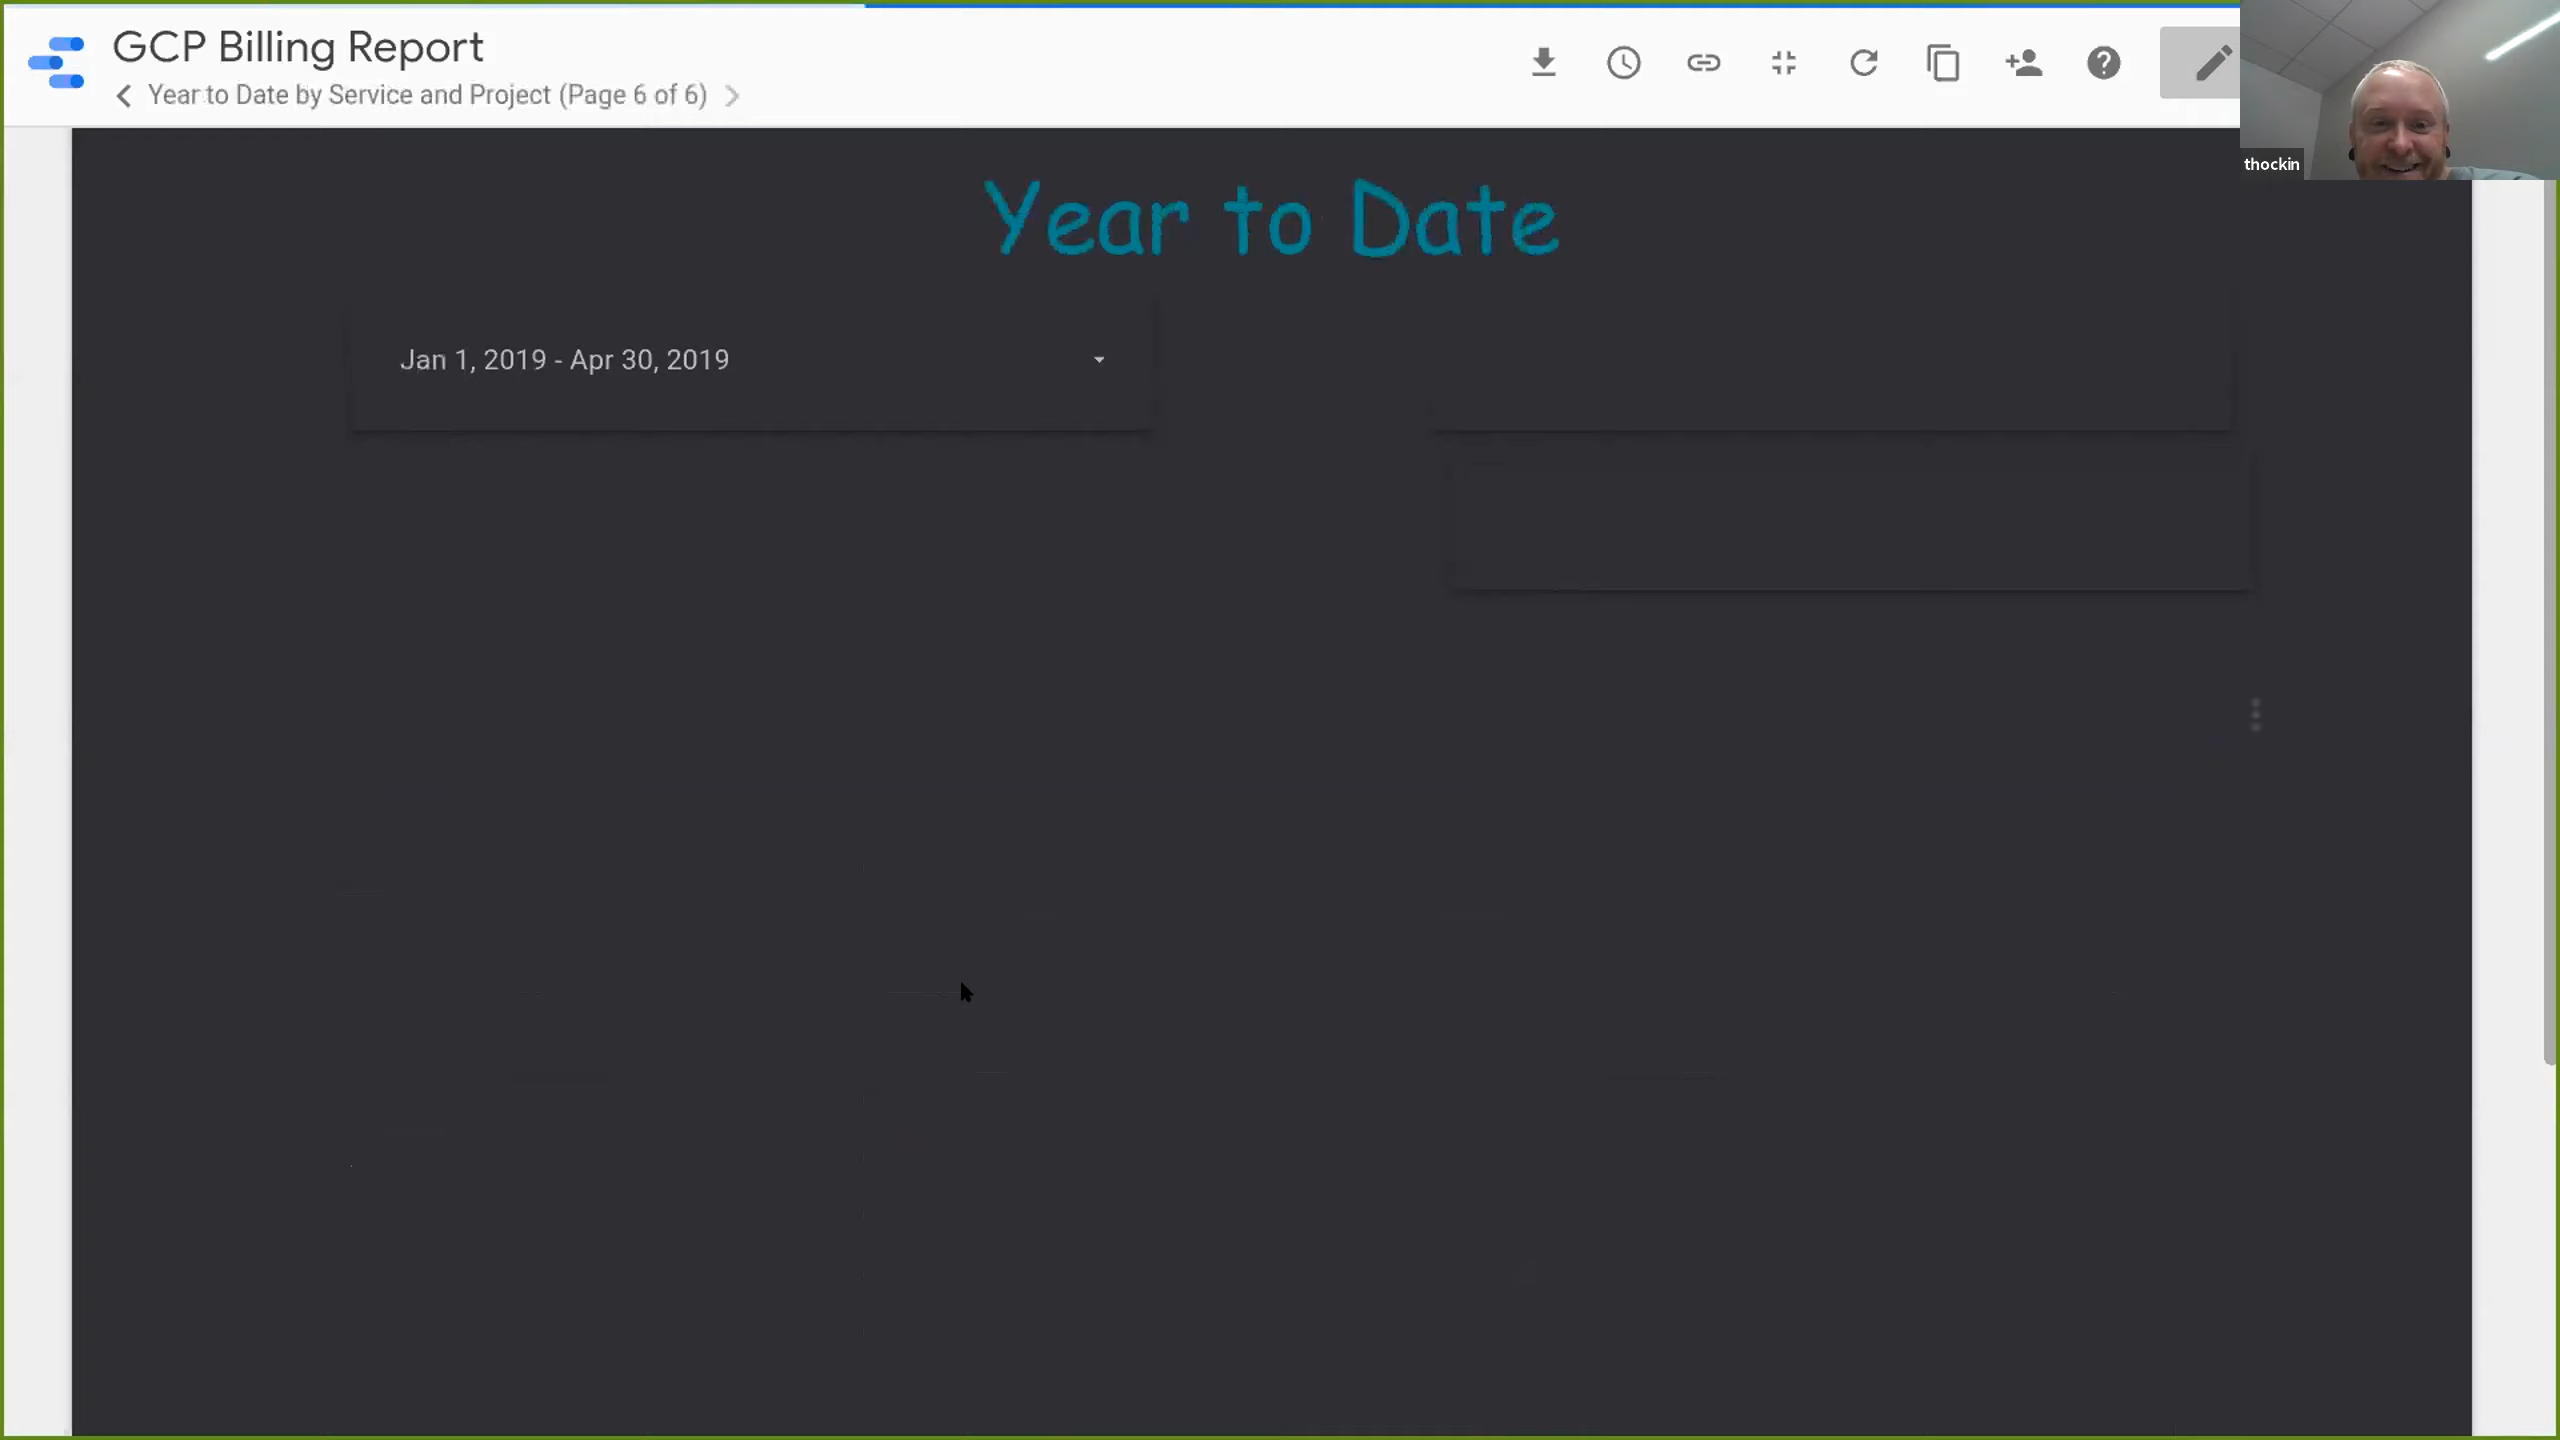 GCP Billing Report
Year to Date by Service and Project (Page 6 of 6)
thockin
Year to Date
Jan 1, 2019 - Apr 30, 2019